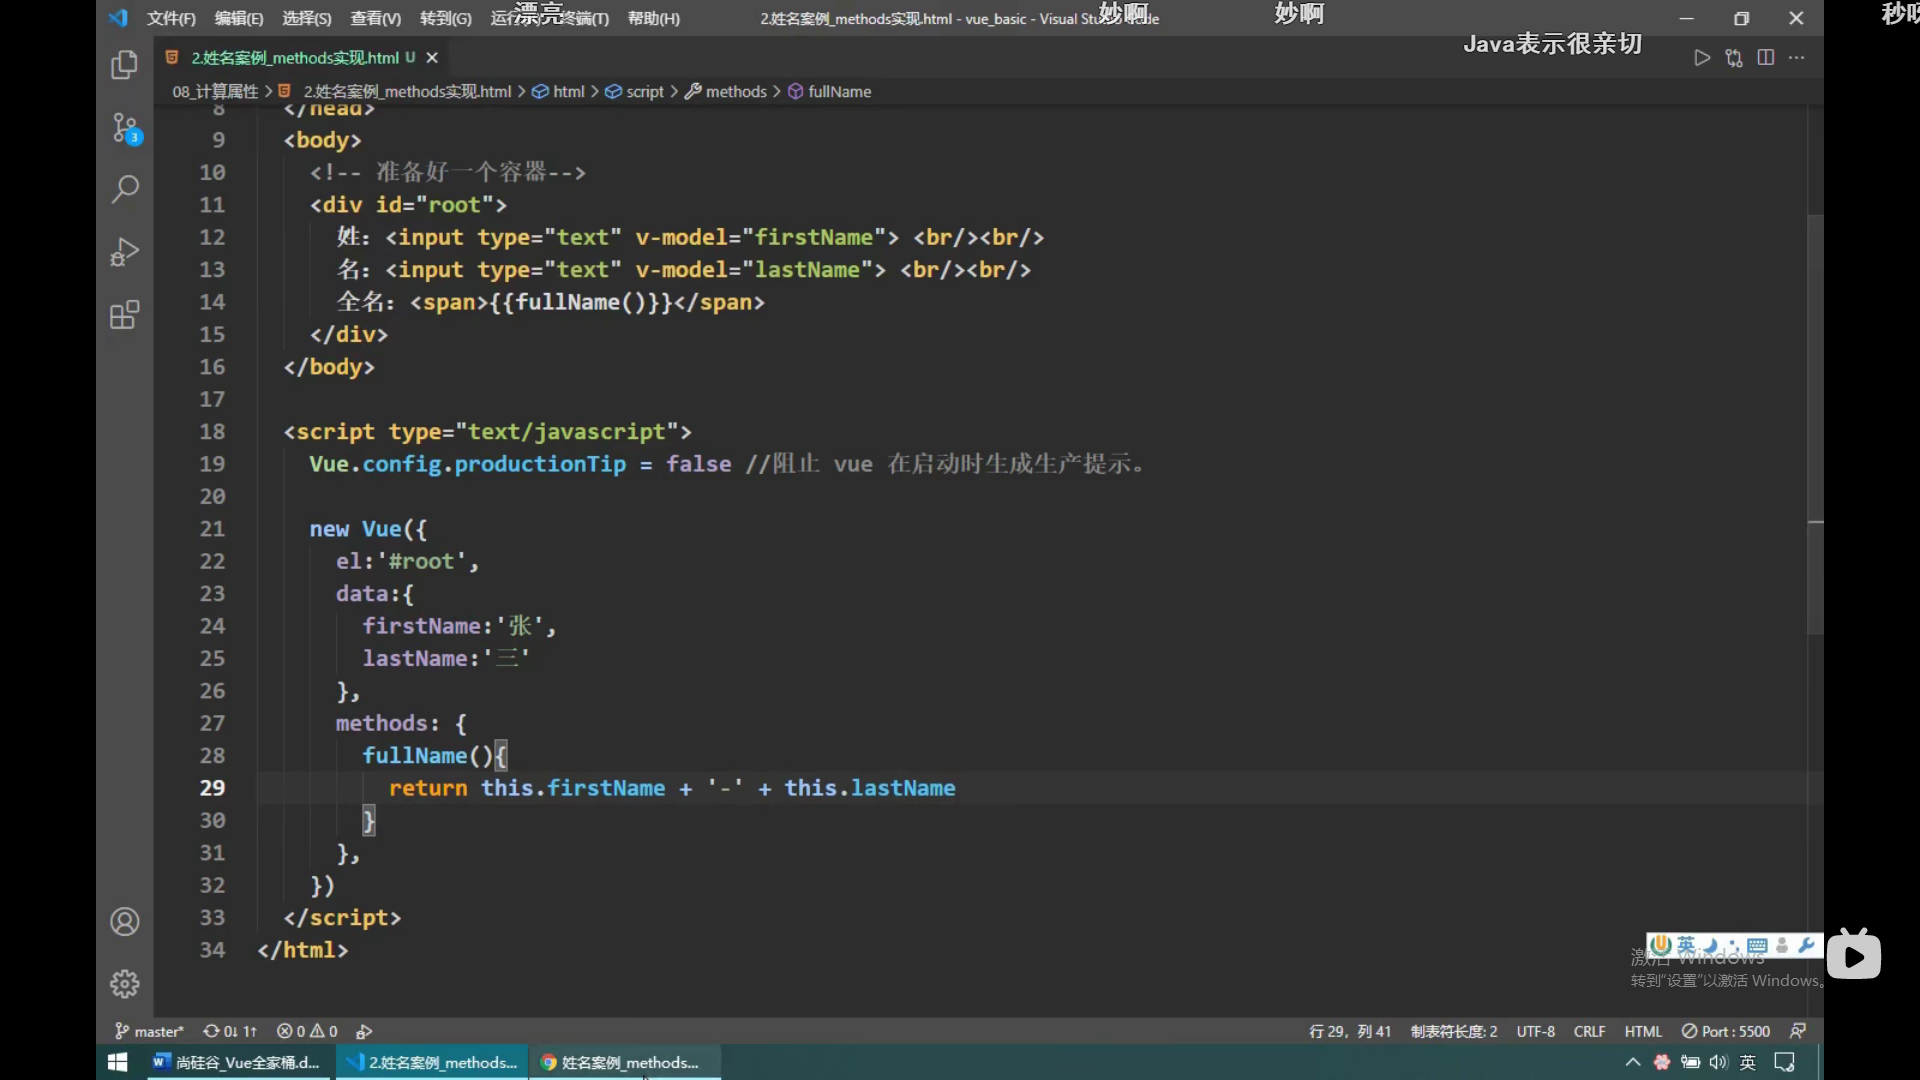 文件(F) 编辑(E) 选择(S) 查看(V) 转到(G) 终端(T) 帮助(H)
漂亮
2.姓名案例_methods实现.html - vue_basic - Visual
妙啊
妙啊
Java表示很亲切
2.姓名案例_methods实现.html U
08_计算属性 > 2.姓名案例_methods实现.html > html > script > methods > fullName
3
8 </head>
9 <body>
10 <!-- 准备好一个容器-->
11 <div id="root">
12 姓：<input type="text" v-model="firstName"> <br/><br/>
13 名：<input type="text" v-model="lastName"> <br/><br/>
14 全名：<span>{{fullName()}}</span>
15 </div>
16 </body>
17
18 <script type="text/javascript">
19 Vue.config.productionTip = false //阻止 vue 在启动时生成生产提示。
20
21 new Vue({
22 el:'#root',
23 data:{
24 firstName:'张',
25 lastName:'三'
26 },
27 methods: {
28 fullName(){
29 return this.firstName + '-' + this.lastName
30 }
31 },
32 })
33 </script>
34 </html>
英
激活 Windows
转到"设置"以激活 Windows。
master* 0↓ 1↑ 0 0
行 29，列 41 制表符长度: 2 UTF-8 CRLF HTML Port : 5500
尚硅谷_Vue全家桶.d... 2.姓名案例_methods... 姓名案例_methods...
英